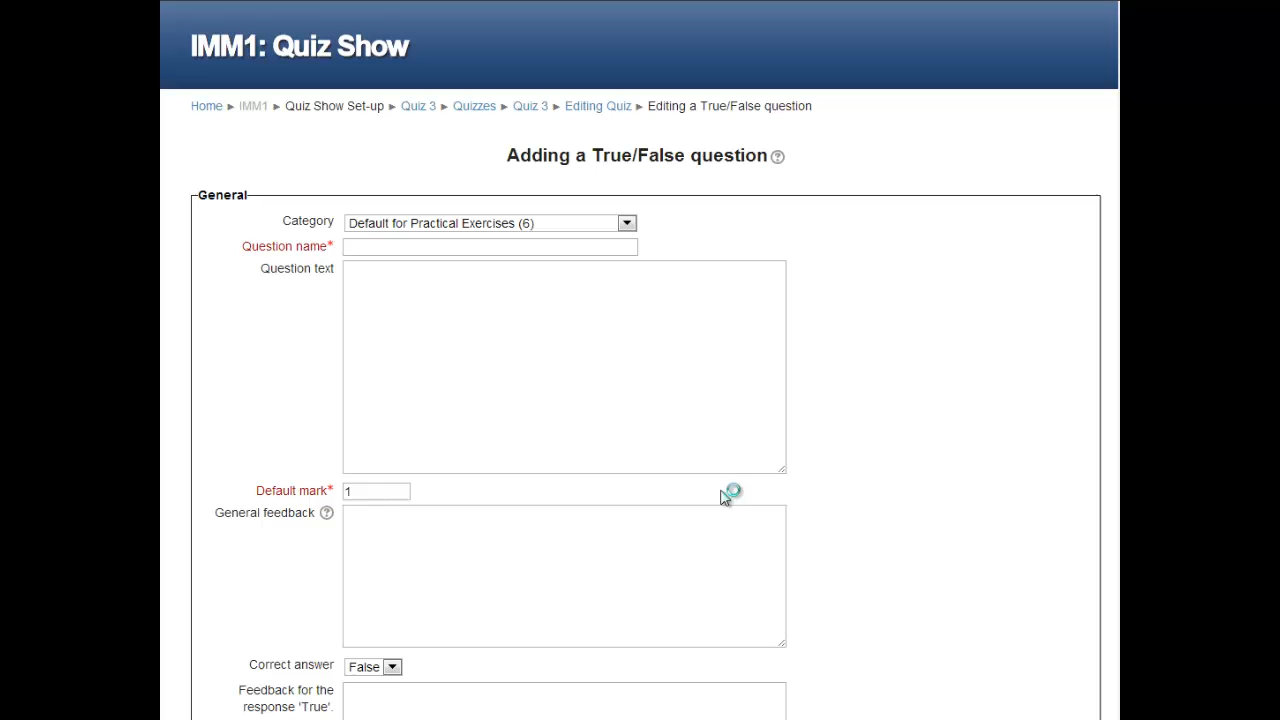 IMM1: Quiz Show
Home ► IMM1 ► Quiz Show Set-up ► Quiz 3 ► Quizzes ► Quiz 3 ► Editing Quiz ► Editing a True/False question
Adding a True/False question ?
General
Category Default for Practical Exercises (6)
Question name*
Question text
Default mark* 1
General feedback ?
Correct answer False
Feedback for the
response 'True'.